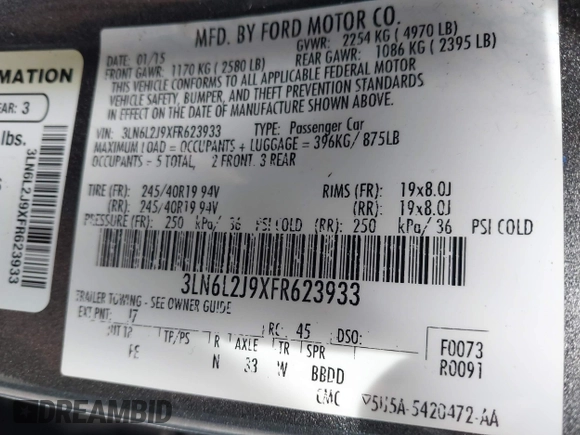 MFD. BY FORD MOTOR CO.
DATE: 01/15
GVWR: 2254 KG ( 4970 LB)
FRONT GAWR: 1170 KG ( 2580 LB)
REAR GAWR: 1086 KG ( 2395 LB)
THIS VEHICLE CONFORMS TO ALL APPLICABLE FEDERAL MOTOR
VEHICLE SAFETY, BUMPER, AND THEFT PREVENTION STANDARDS
IN EFFECT ON THE DATE OF MANUFACTURE SHOWN ABOVE.
VIN: 3LN6L2J9XFR623933
TYPE: Passenger Car
MAXIMUM LOAD = OCCUPANTS + LUGGAGE = 396KG/ 875LB
OCCUPANTS = 5 TOTAL, 2 FRONT, 3 REAR
TIRE (FR): 245/40R19 94V
RIMS (FR): 19x8.0J
(RR): 245/40R19 94V
(RR): 19x8.0J
PRESSURE (FR): 250 kPa/ 36 PSI COLD (RR): 250 kPa/ 36 PSI COLD
3LN6L2J9XFR623933
TRAILER TOWING - SEE OWNER GUIDE
EXT PNT: 17
RC: 45
DSO:
F0073
R0091
TP/PS
R
AXLE
TR
SPR
N
33
W
BBDD
CMC
RMATION
EAR: 3
lbs.
3LN6L2J9XFR623933
DREAMBID